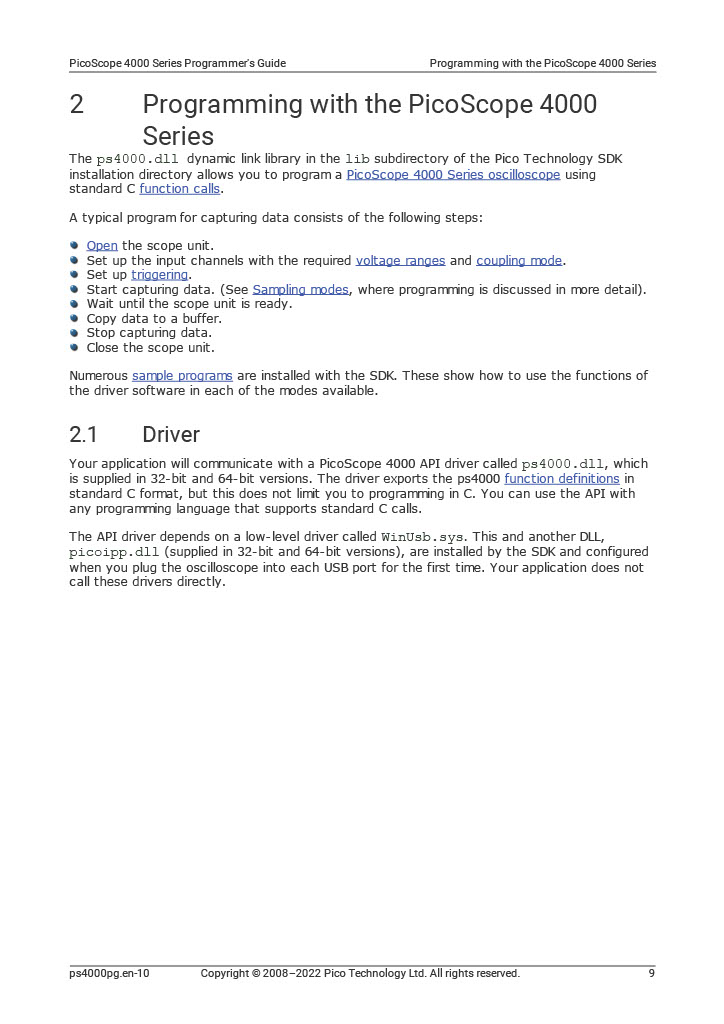 PicoScope 4000 Series Programmer's Guide Programming with the PicoScope 4000 Series
2 Programming with the PicoScope 4000
Series
The ps4000.dll dynamic link library in the lib subdirectory of the Pico Technology SDK
installation directory allows you to program a PicoScope 4000 Series oscilloscope using
standard C function calls.
A typical program for capturing data consists of the following steps:
Open the scope unit.
Set up the input channels with the required voltage ranges and coupling mode.
Set up triggering.
Start capturing data. (See Sampling modes, where programming is discussed in more detail).
Wait until the scope unit is ready.
Copy data to a buffer.
Stop capturing data.
Close the scope unit.
Numerous sample programs are installed with the SDK. These show how to use the functions of
the driver software in each of the modes available.
2.1 Driver
Your application will communicate with a PicoScope 4000 API driver called ps4000.dll, which
is supplied in 32-bit and 64-bit versions. The driver exports the ps4000 function definitions in
standard C format, but this does not limit you to programming in C. You can use the API with
any programming language that supports standard C calls.
The API driver depends on a low-level driver called WinUsb.sys. This and another DLL,
picoipp.dll (supplied in 32-bit and 64-bit versions), are installed by the SDK and configured
when you plug the oscilloscope into each USB port for the first time. Your application does not
call these drivers directly.
ps4000pg.en-10 Copyright © 2008–2022 Pico Technology Ltd. All rights reserved. 9